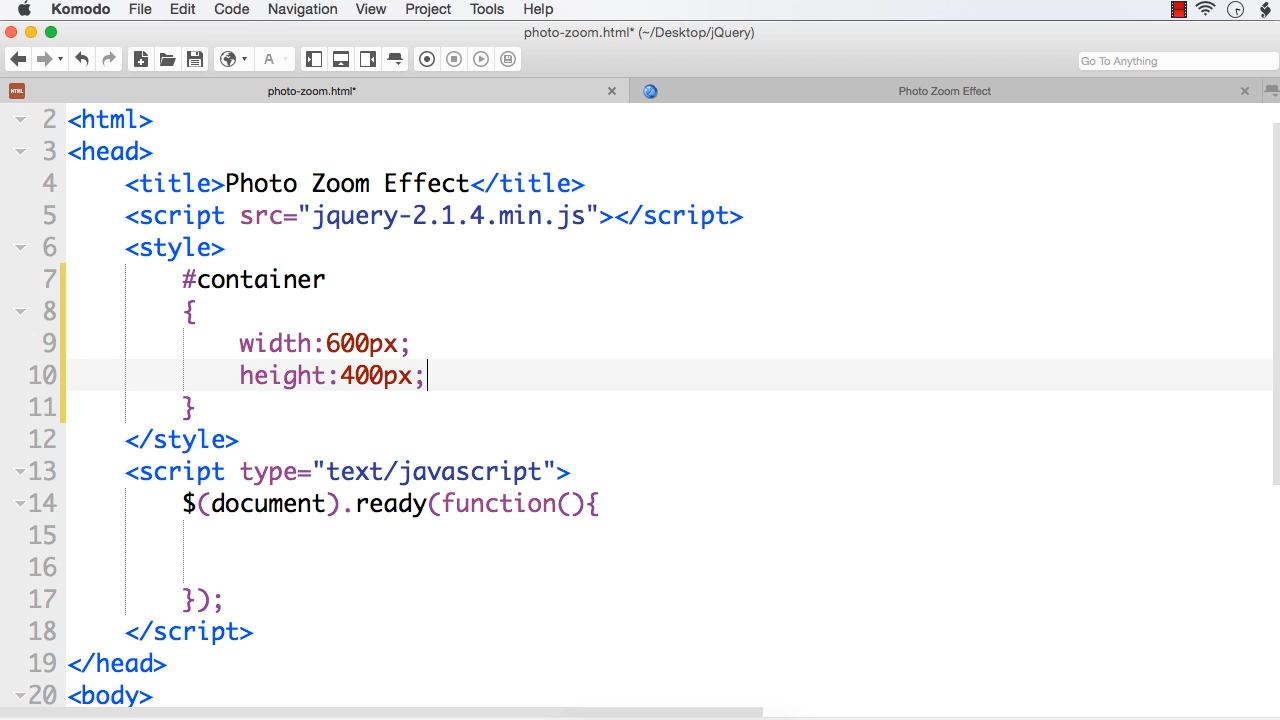 Komodo File Edit Code Navigation View Project Tools Help
photo-zoom.html* (~/Desktop/jQuery)
A
Go To Anything
HTML photo-zoom.html* Photo Zoom Effect
2 <html>
3 <head>
4 <title>Photo Zoom Effect</title>
5 <script src="jquery-2.1.4.min.js"></script>
6 <style>
7 #container
8 {
9 width:600px;
10 height:400px;
11 }
12 </style>
13 <script type="text/javascript">
14 $(document).ready(function(){
15
16
17 });
18 </script>
19 </head>
20 <body>